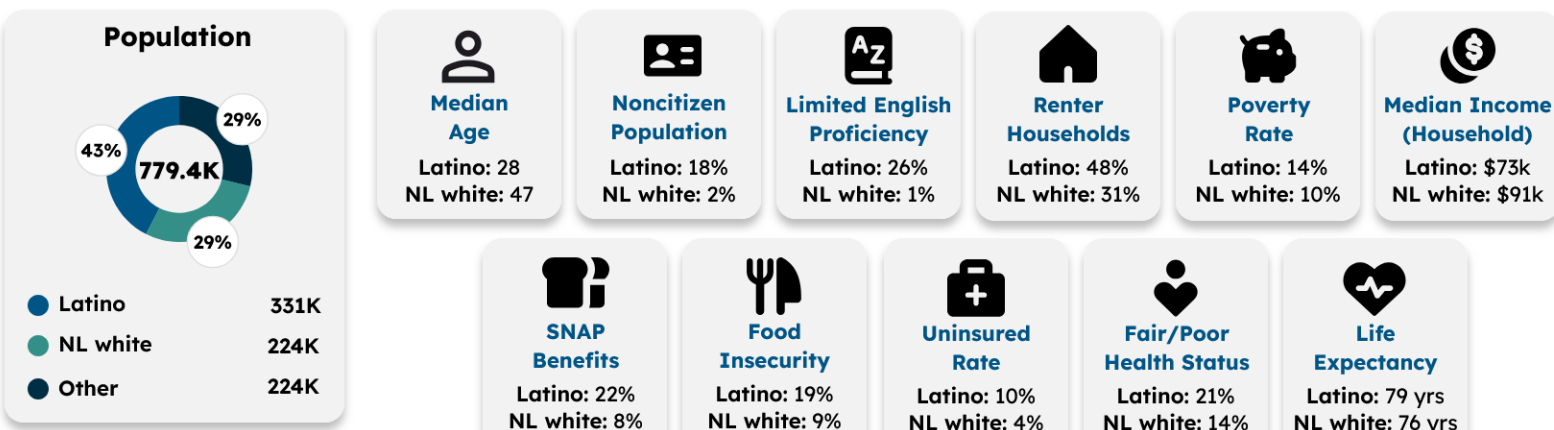 Population
29%
43%
779.4K
29%
Latino 331K
NL white 224K
Other 224K
Median
Age
Latino: 28
NL white: 47
Noncitizen
Population
Latino: 18%
NL white: 2%
AZ
Limited English
Proficiency
Latino: 26%
NL white: 1%
Renter
Households
Latino: 48%
NL white: 31%
Poverty
Rate
Latino: 14%
NL white: 10%
$
Median Income
(Household)
Latino: $73k
NL white: $91k
SNAP
Benefits
Latino: 22%
NL white: 8%
Food
Insecurity
Latino: 19%
NL white: 9%
Uninsured
Rate
Latino: 10%
NL white: 4%
Fair/Poor
Health Status
Latino: 21%
NL white: 14%
Life
Expectancy
Latino: 79 yrs
NL white: 76 yrs